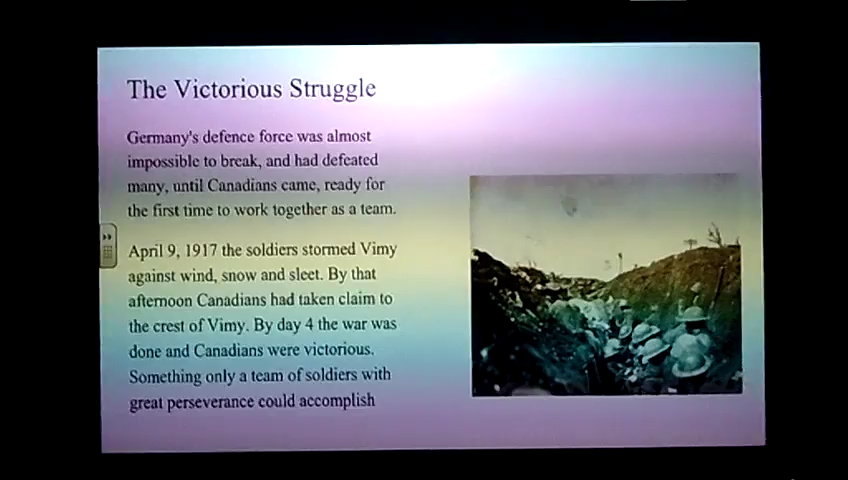 The Victorious Struggle
Germany's defence force was almost
impossible to break, and had defeated
many, until Canadians came, ready for
the first time to work together as a team.
April 9, 1917 the soldiers stormed Vimy
against wind, snow and sleet. By that
afternoon Canadians had taken claim to
the crest of Vimy. By day 4 the war was
done and Canadians were victorious.
Something only a team of soldiers with
great perseverance could accomplish